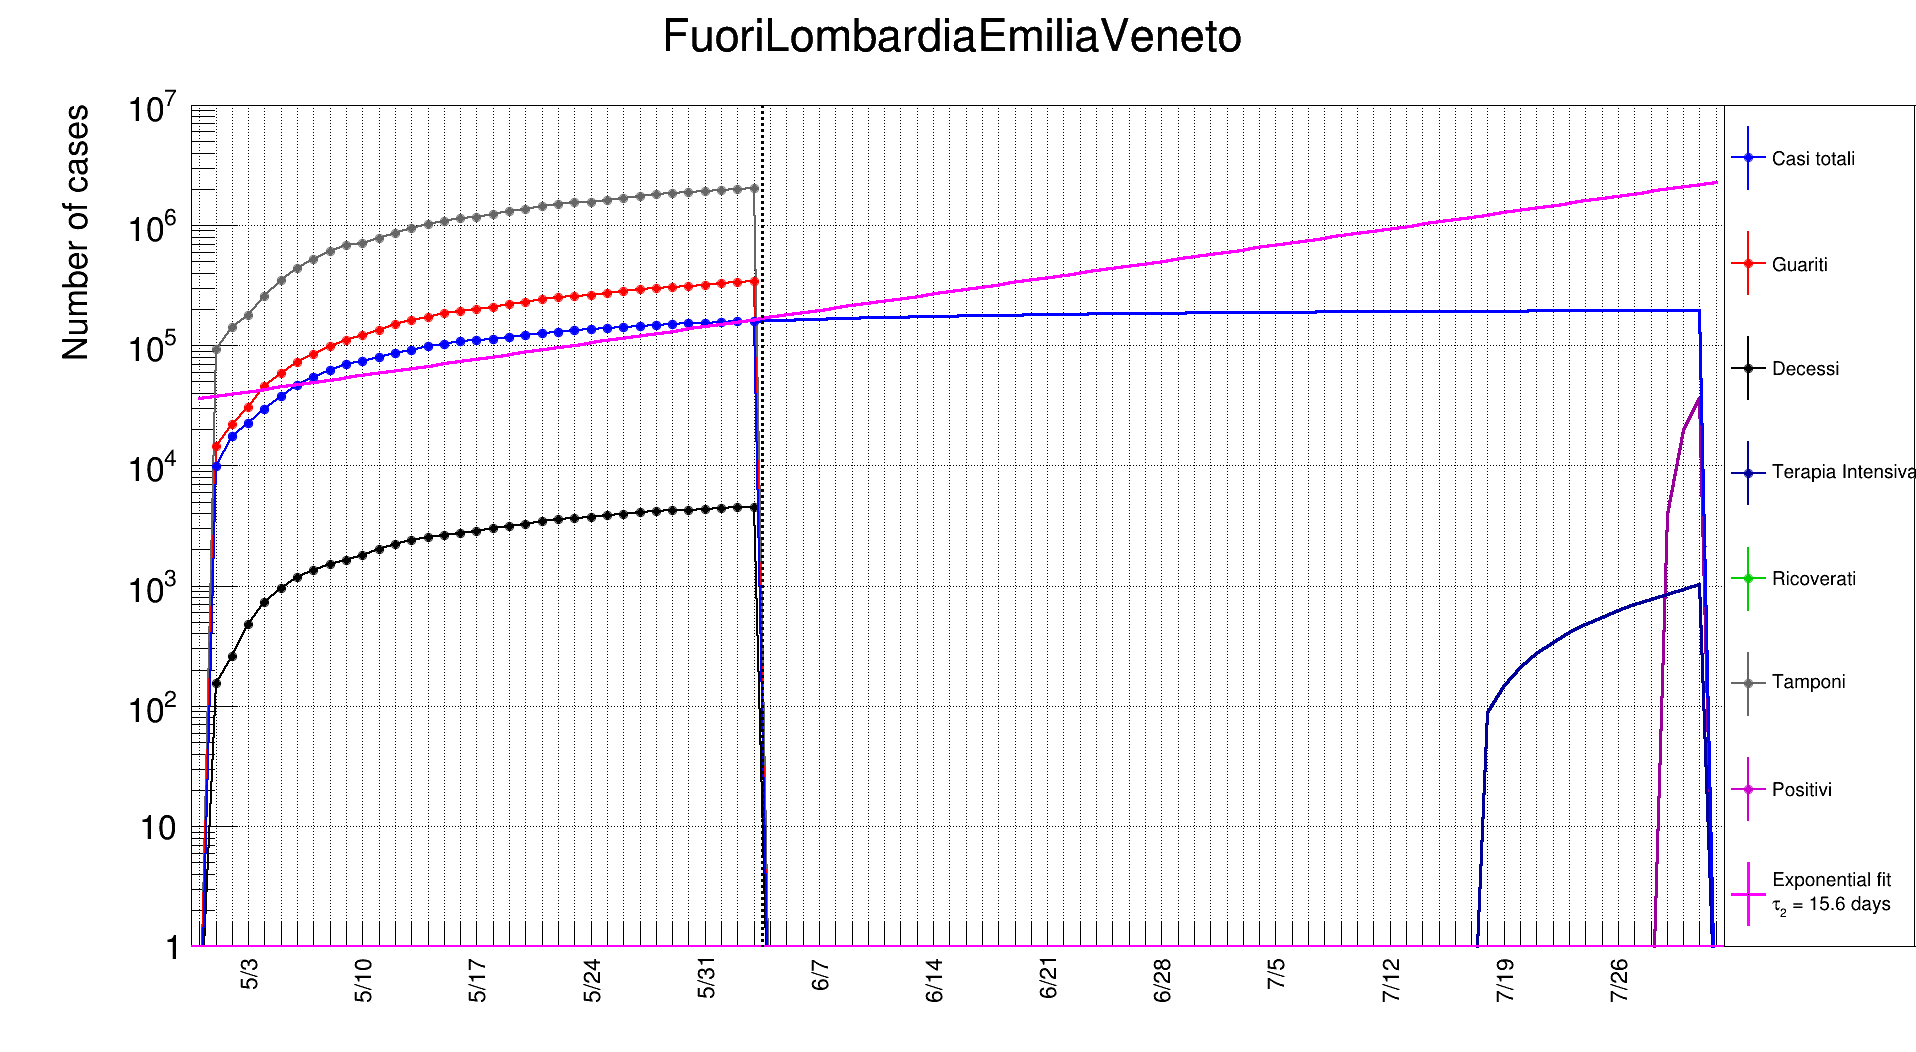 FuoriLombardiaEmiliaVeneto
Number of cases
10^7
10^6
10^5
10^4
10^3
10^2
10
1
5/3
5/10
5/17
5/24
5/31
6/7
6/14
6/21
6/28
7/5
7/12
7/19
7/26
Casi totali
Guariti
Decessi
Terapia Intensiva
Ricoverati
Tamponi
Positivi
Exponential fit
τ₂ = 15.6 days